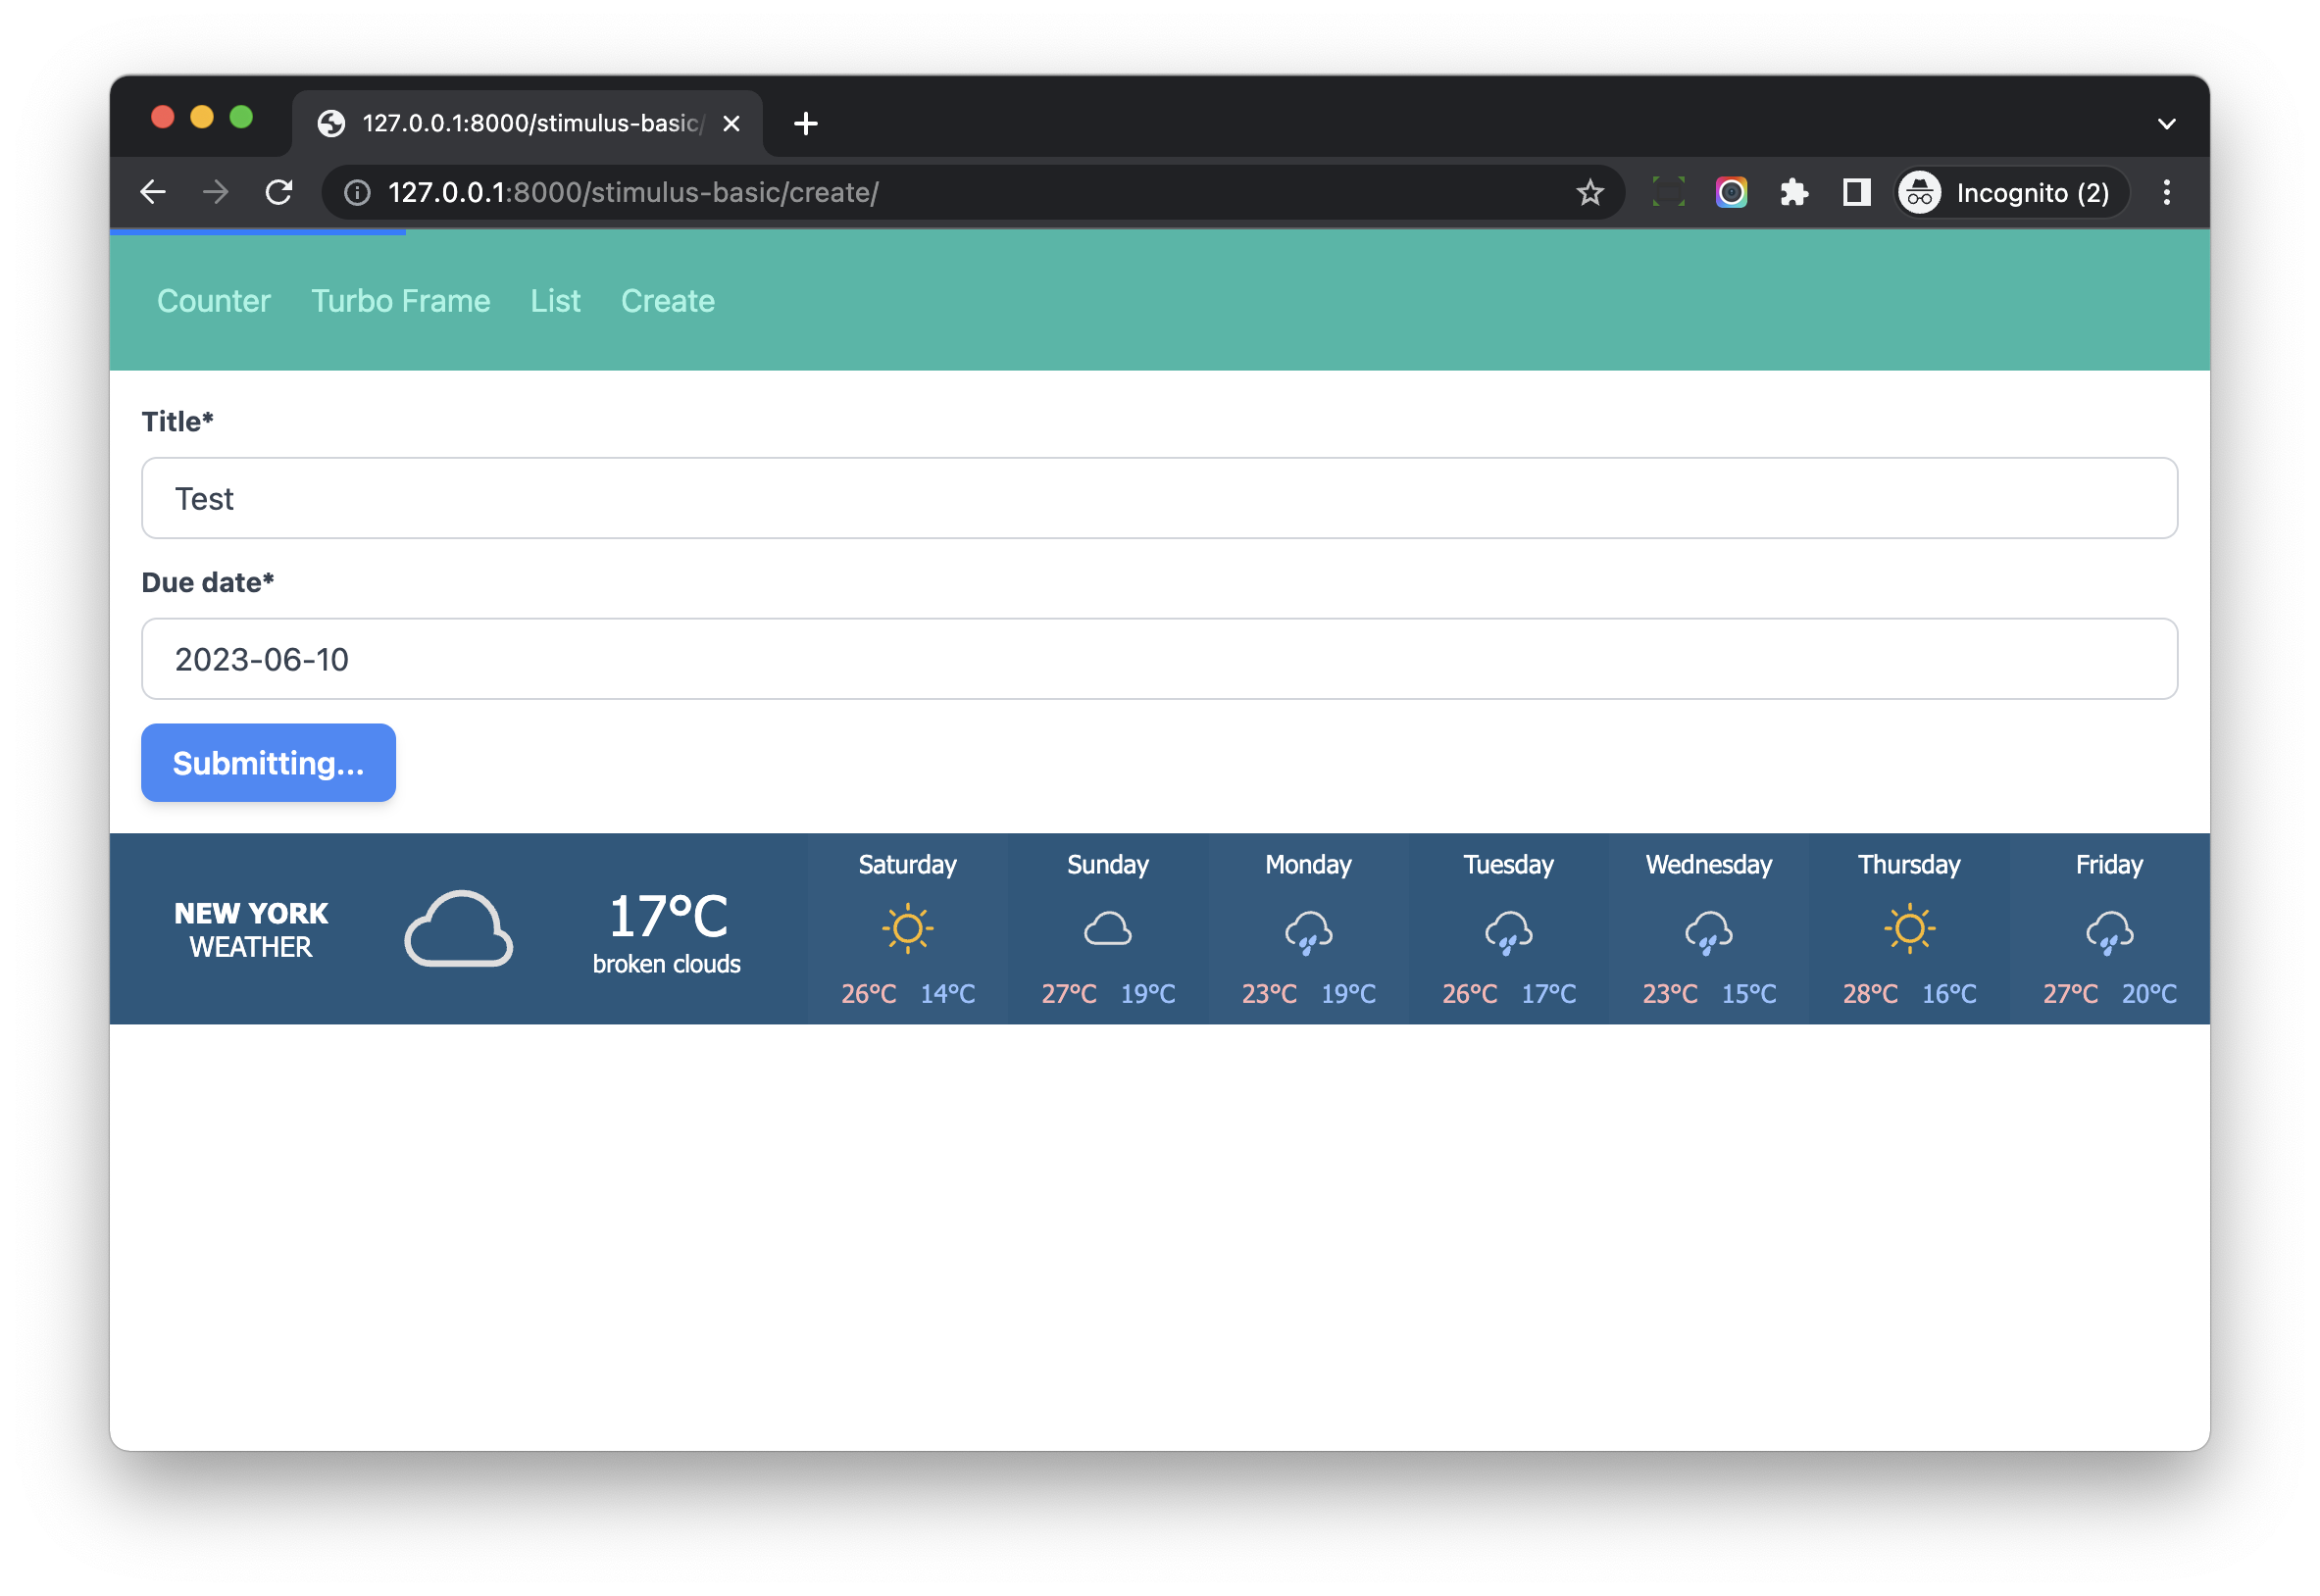 127.0.0.1:8000/stimulus-basic/
127.0.0.1:8000/stimulus-basic/create/
Incognito (2)
Counter Turbo Frame List Create
Title*
Test
Due date*
2023-06-10
Submitting...
NEW YORK
WEATHER
17°C
broken clouds
Saturday Sunday Monday Tuesday Wednesday Thursday Friday
26°C 14°C 27°C 19°C 23°C 19°C 26°C 17°C 23°C 15°C 28°C 16°C 27°C 20°C